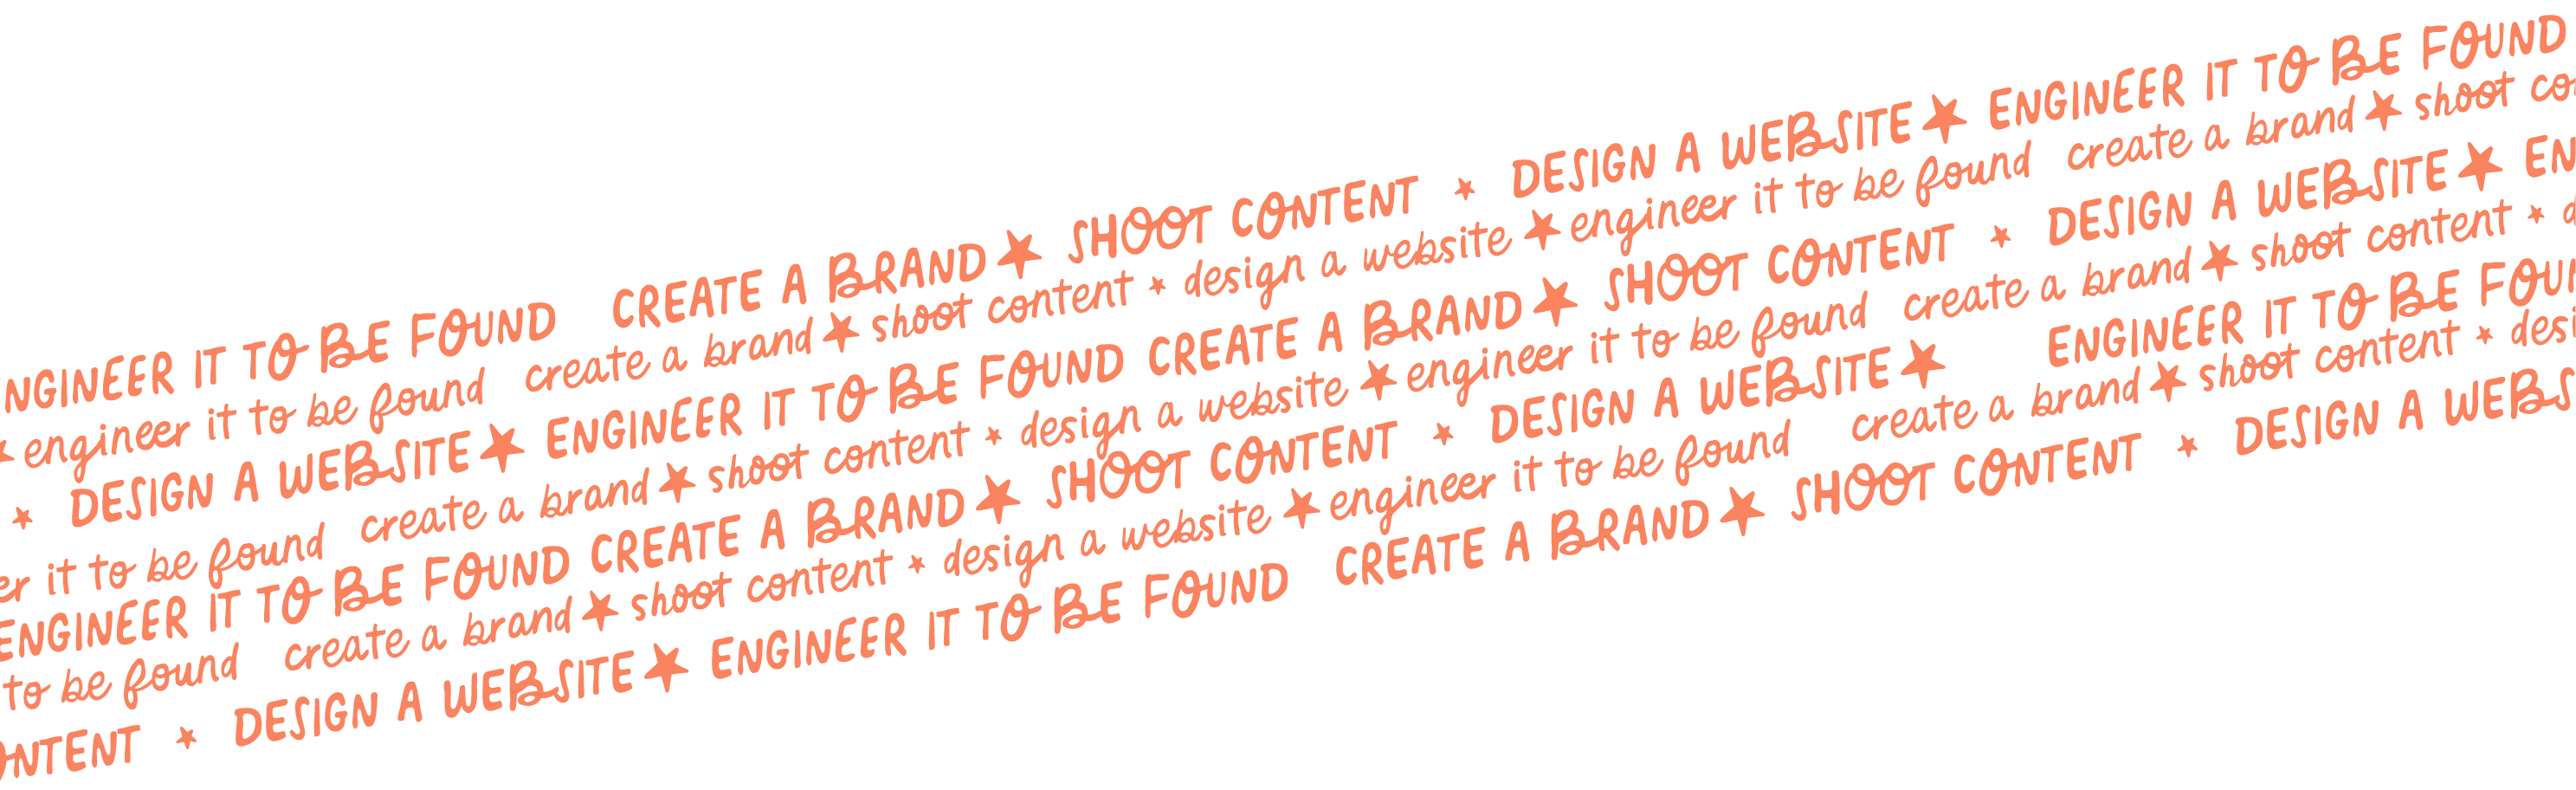 NGINEER IT TO BE FOUND CREATE A BRAND ★ SHOOT CONTENT ★ DESIGN A WEBSITE ★ ENGINEER IT TO BE FOUND
★ engineer it to be found create a brand ★ shoot content ★ design a website ★ engineer it to be found create a brand ★ shoot co
★ DESIGN A WEBSITE ★ ENGINEER IT TO BE FOUND CREATE A BRAND ★ SHOOT CONTENT ★ DESIGN A WEBSITE ★ EN
er it to be found create a brand ★ shoot content ★ design a website ★ engineer it to be found create a brand ★ shoot content ★ d
ENGINEER IT TO BE FOUND CREATE A BRAND ★ SHOOT CONTENT ★ DESIGN A WEBSITE ★ ENGINEER IT TO BE FOUN
to be found create a brand ★ shoot content ★ design a website ★ engineer it to be found create a brand ★ shoot content ★ desi
ONTENT ★ DESIGN A WEBSITE ★ ENGINEER IT TO BE FOUND CREATE A BRAND ★ SHOOT CONTENT ★ DESIGN A WEBS